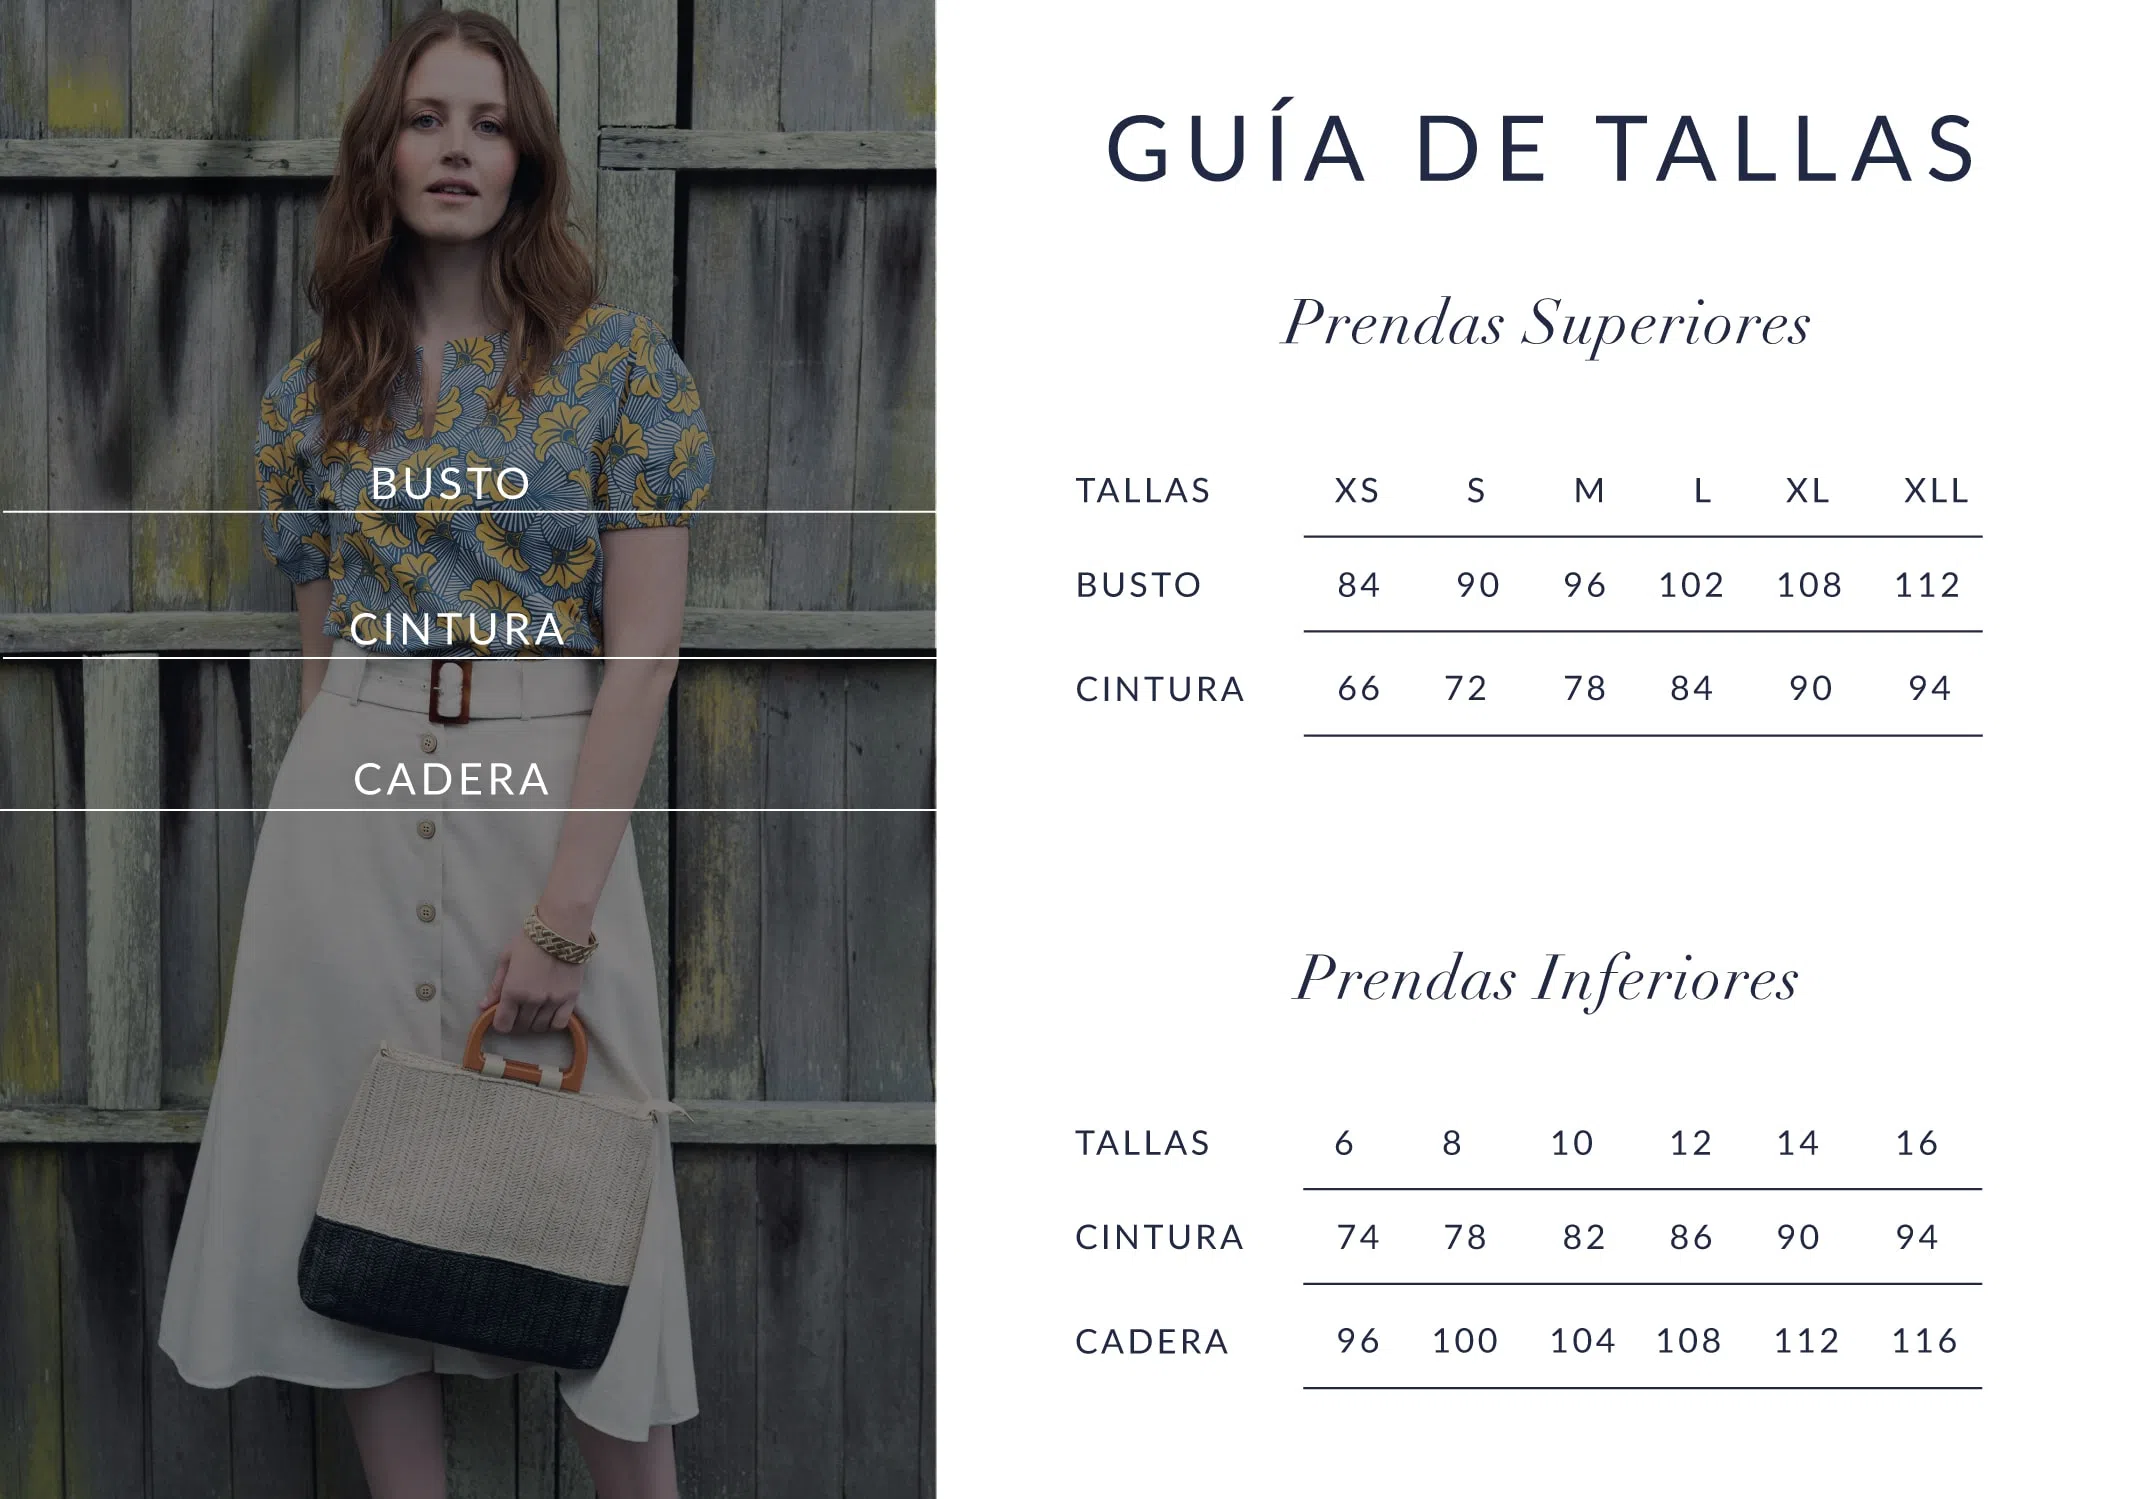 BUSTO
CINTURA
CADERA
GUÍA DE TALLAS
Prendas Superiores
TALLAS XS S M L XL XLL
BUSTO 84 90 96 102 108 112
CINTURA 66 72 78 84 90 94
Prendas Inferiores
TALLAS 6 8 10 12 14 16
CINTURA 74 78 82 86 90 94
CADERA 96 100 104 108 112 116